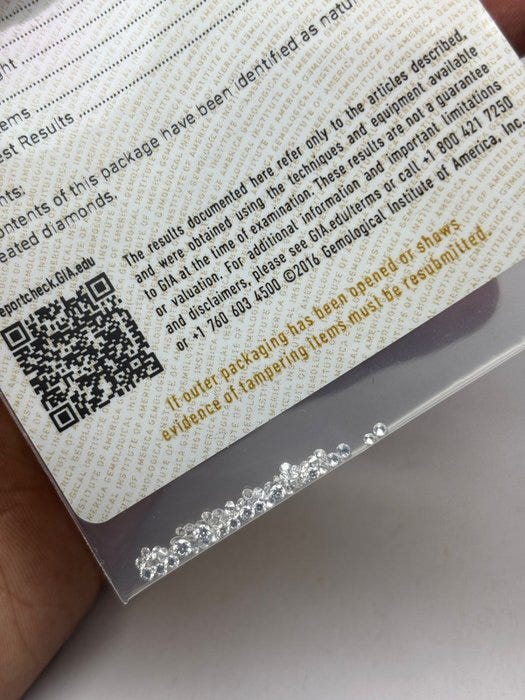 ght
ems
est Results
nts:
ontents of this package have been identified as natur
eated diamonds.
eportcheck.GIA.edu
The results documented here refer only to the articles described,
and were obtained using the techniques and equipment available
to GIA at the time of examination. These results are not a guarantee
or valuation. For additional information and important limitations
and disclaimers, please see GIA.edu/terms or call +1 800 421 7250
or +1 760 603 4500 ©2016 Gemological Institute of America, Inc.
If outer packaging has been opened or shows
evidence of tampering items must be resubmitted.